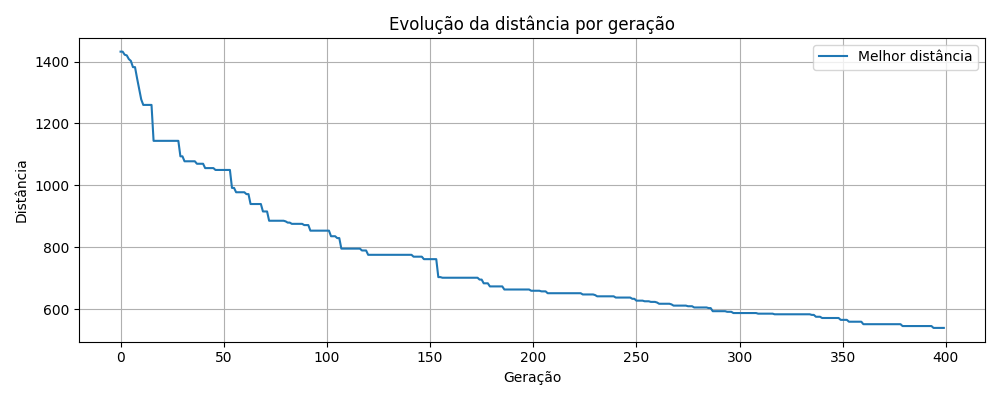 Evolução da distância por geração
Melhor distância
Distância
1400
1200
1000
800
600
0 50 100 150 200 250 300 350 400
Geração